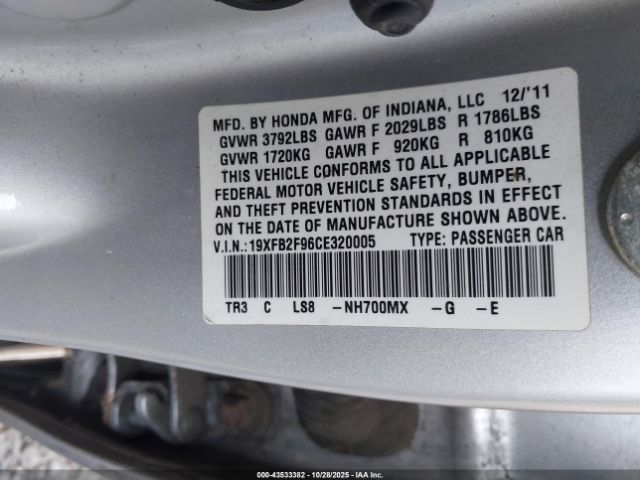 MFD. BY HONDA MFG. OF INDIANA, LLC 12/'11
GVWR 3792LBS GAWR F 2029LBS R 1786LBS
GVWR 1720KG GAWR F 920KG R 810KG
THIS VEHICLE CONFORMS TO ALL APPLICABLE
FEDERAL MOTOR VEHICLE SAFETY, BUMPER,
AND THEFT PREVENTION STANDARDS IN EFFECT
ON THE DATE OF MANUFACTURE SHOWN ABOVE.
V.I.N.:19XFB2F96CE320005 TYPE: PASSENGER CAR
TR3 C LS8 -NH700MX -G -E
000-43533382 | 10/28/2025 | IAA Inc.